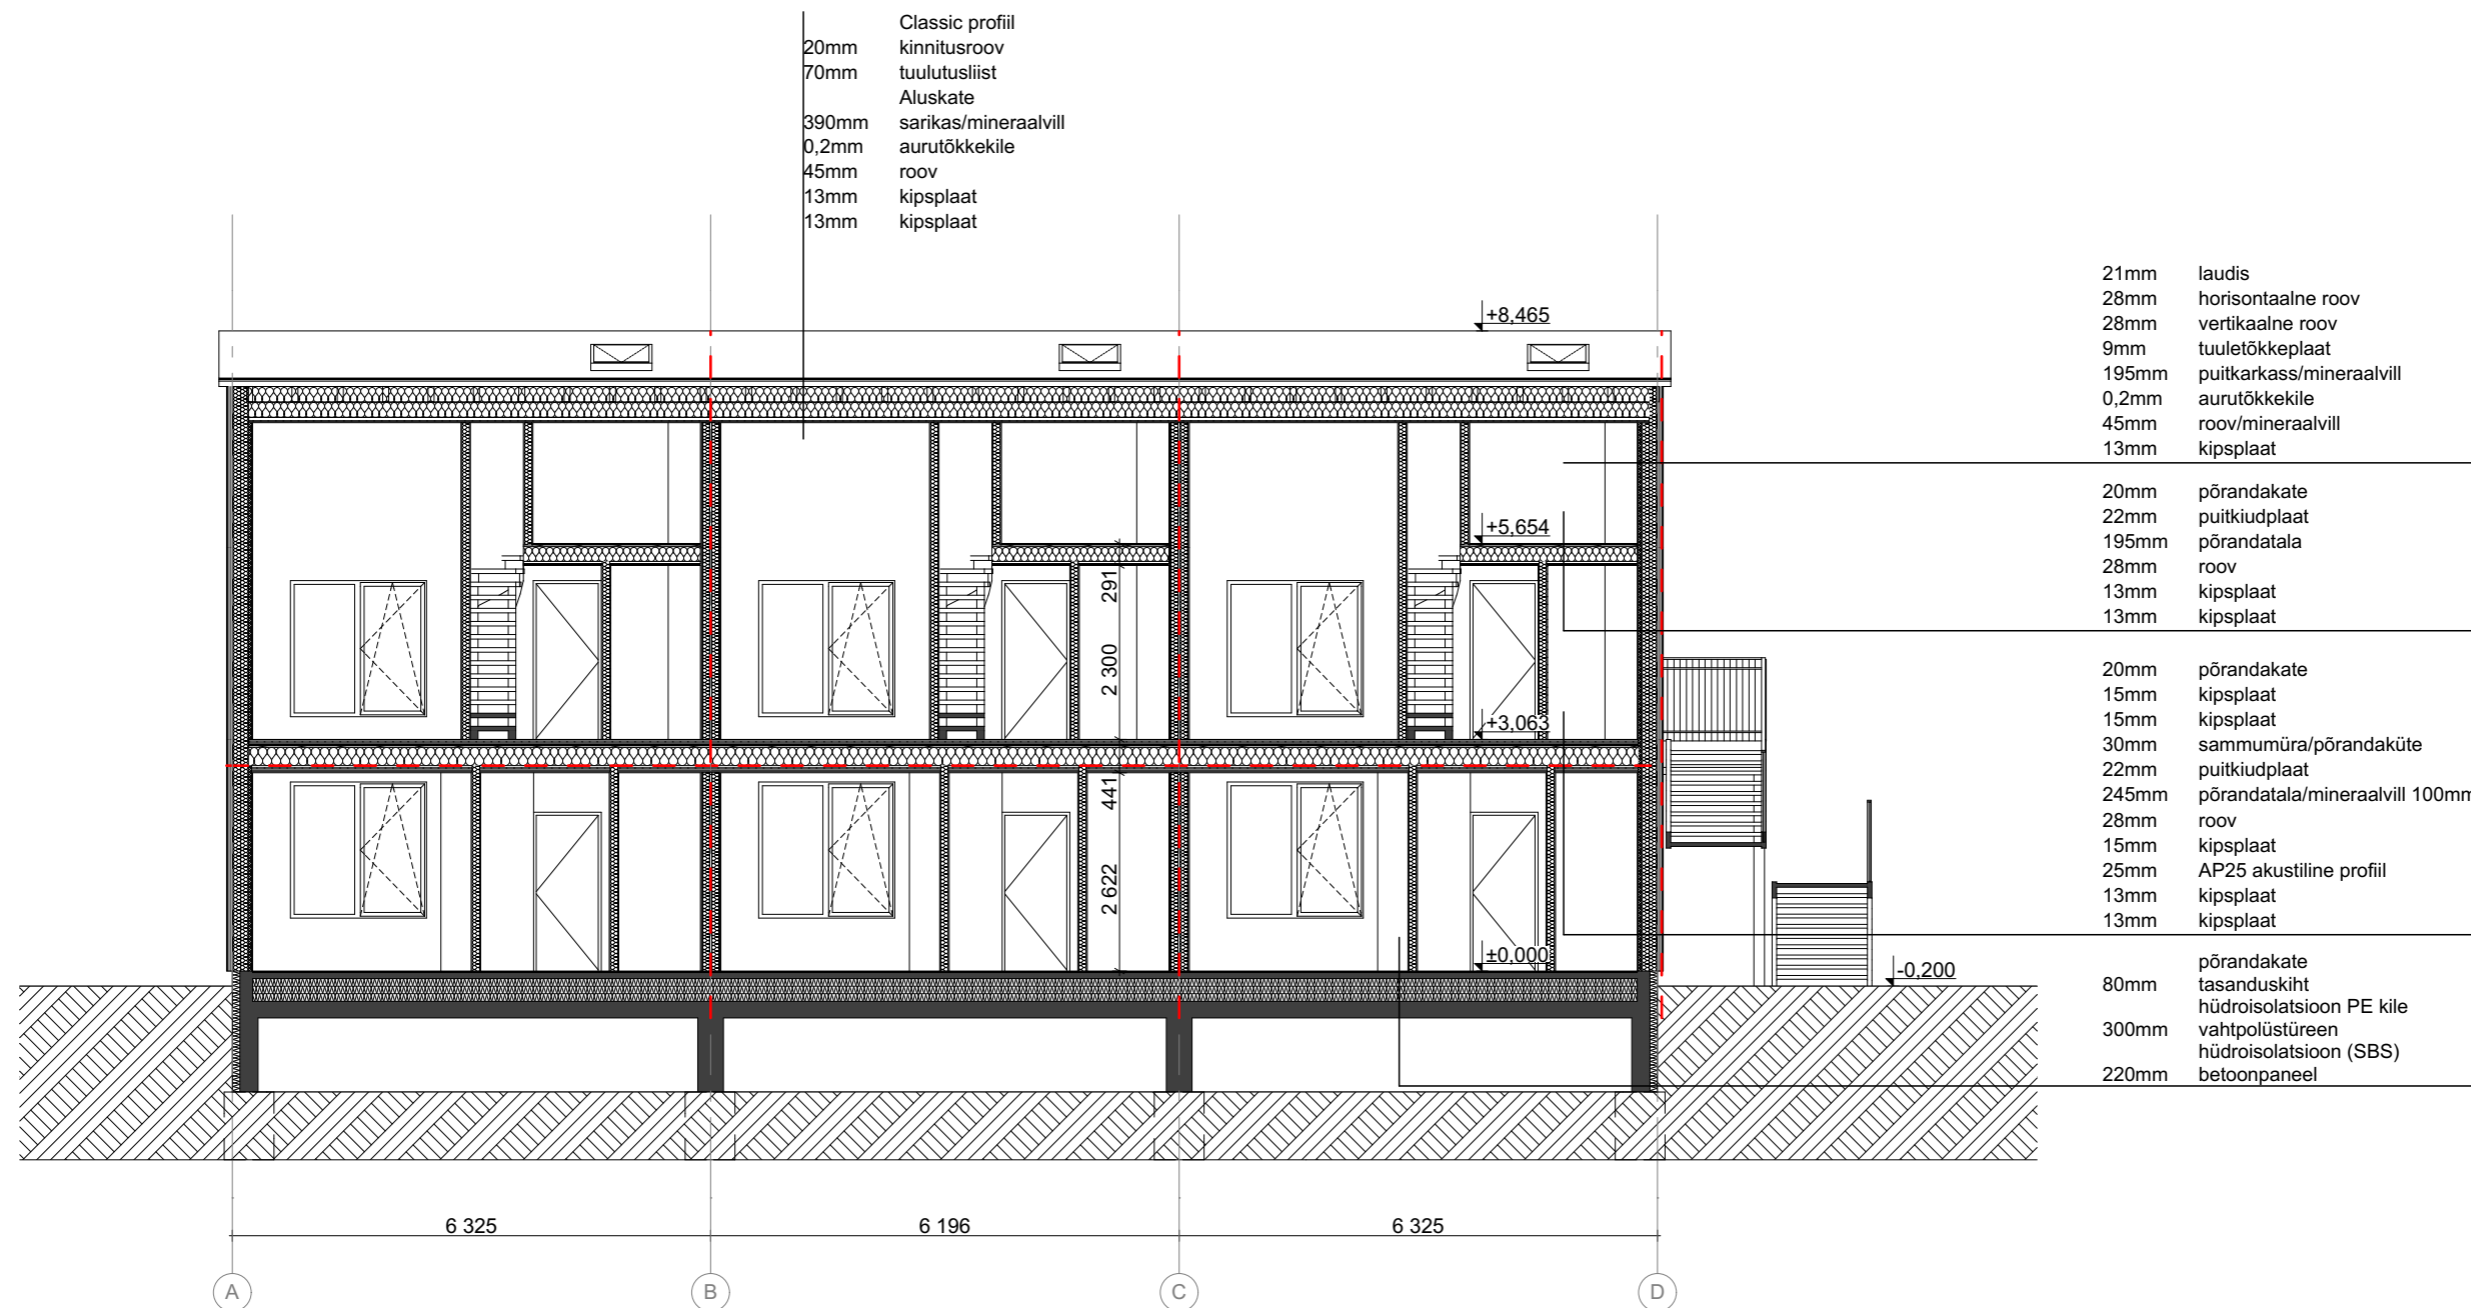 Classic profiil
20mm kinnitusroov
70mm tuulutusliist
Aluskate
390mm sarikas/mineraalvill
0,2mm aurutõkkekile
45mm roov
13mm kipsplaat
13mm kipsplaat
21mm laudis
28mm horisontaalne roov
28mm vertikaalne roov
9mm tuuletõkkeplaat
195mm puitkarkass/mineraalvill
0,2mm aurutõkkekile
45mm roov/mineraalvill
13mm kipsplaat
20mm põrandakate
22mm puitkiudplaat
195mm põrandatala
28mm roov
13mm kipsplaat
13mm kipsplaat
20mm põrandakate
15mm kipsplaat
15mm kipsplaat
30mm sammumüra/põrandaküte
22mm puitkiudplaat
245mm põrandatala/mineraalvill 100mm
28mm roov
15mm kipsplaat
25mm AP25 akustiline profiil
13mm kipsplaat
13mm kipsplaat
põrandakate
80mm tasanduskiht
hüdroisolatsioon PE kile
300mm vahtpolüstüreen
hüdroisolatsioon (SBS)
220mm betoonpaneel
+8,465
+5,654
291
2 300
+3,063
441
2 622
±0,000
-0,200
6 325
6 196
6 325
A
B
C
D